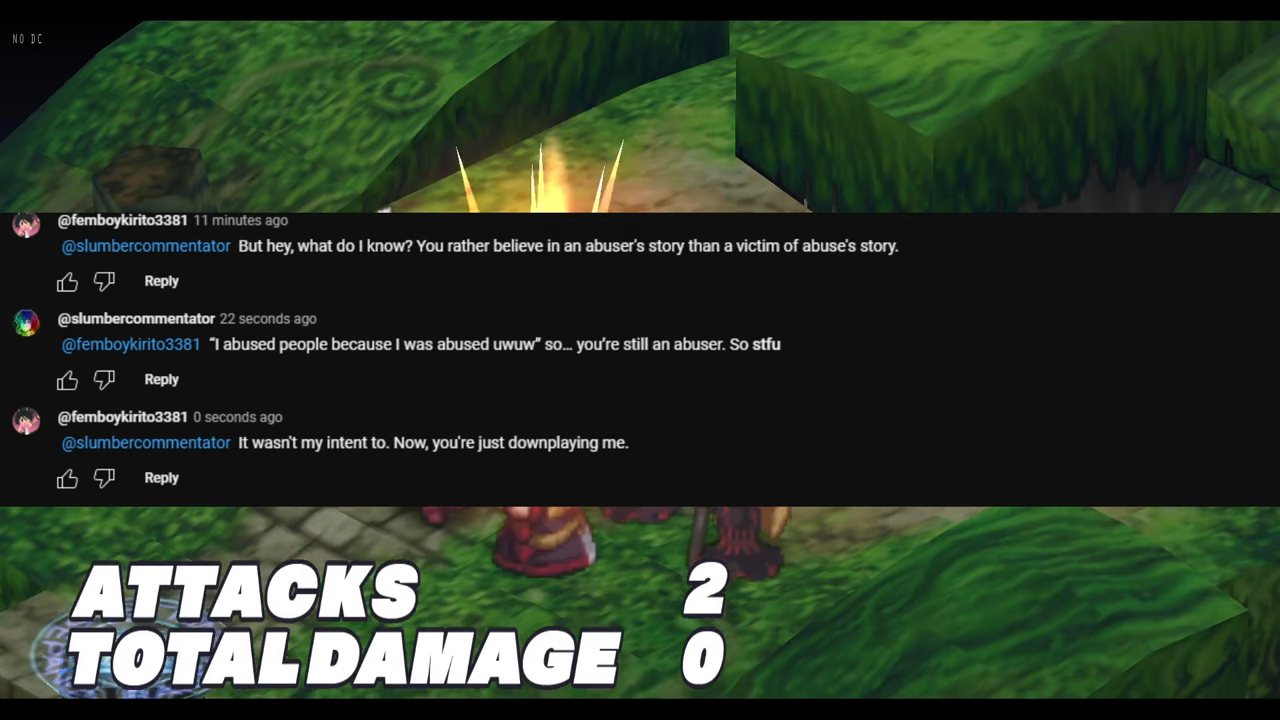 NO DC
@femboykirito3381 11 minutes ago
@slumbercommentator But hey, what do I know? You rather believe in an abuser's story than a victim of abuse's story.
Reply
@slumbercommentator 22 seconds ago
@femboykirito3381 “I abused people because I was abused uwuw” so... you're still an abuser. So stfu
Reply
@femboykirito3381 0 seconds ago
@slumbercommentator It wasn't my intent to. Now, you're just downplaying me.
Reply
ATTACKS 2
TOTAL DAMAGE 0